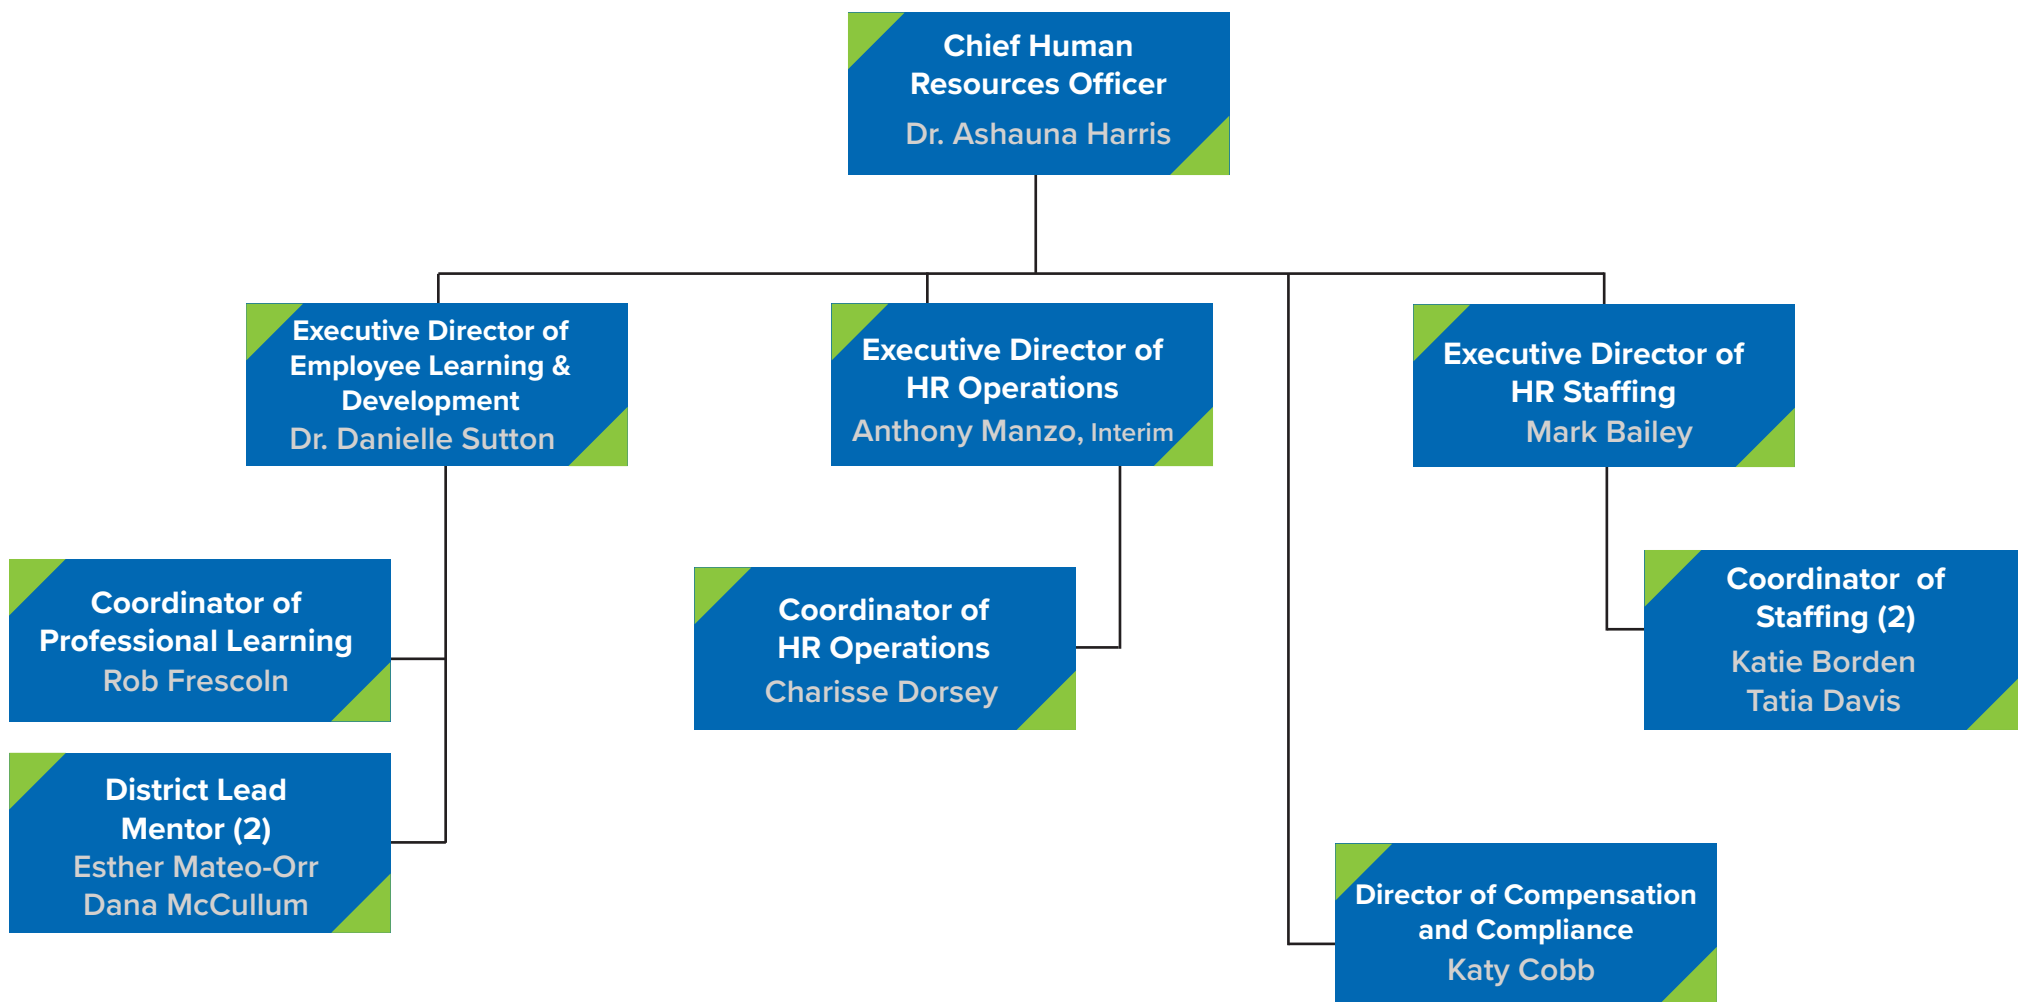 Chief Human
Resources Officer
Dr. Ashauna Harris
Executive Director of
Employee Learning &
Development
Dr. Danielle Sutton
Executive Director of
HR Operations
Anthony Manzo, Interim
Executive Director of
HR Staffing
Mark Bailey
Coordinator of
Professional Learning
Rob Frescoln
Coordinator of
HR Operations
Charisse Dorsey
Coordinator of
Staffing (2)
Katie Borden
Tatia Davis
District Lead
Mentor (2)
Esther Mateo-Orr
Dana McCullum
Director of Compensation
and Compliance
Katy Cobb